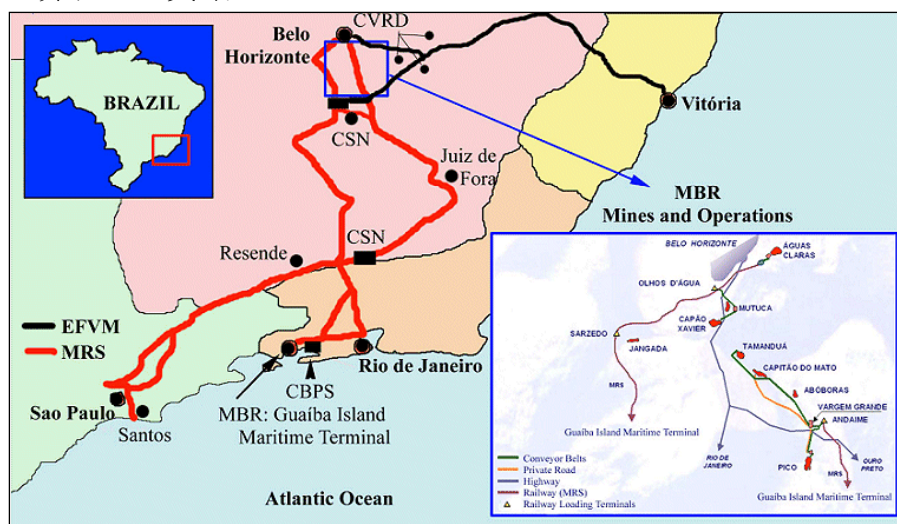 CVRD
Belo
Horizonte
BRAZIL
Vitória
CSN
Juiz de
Fora
MBR
Mines and Operations
CSN
Resende
EFVM
MRS
Rio de Janeiro
CBPS
Sao Paulo
Santos
MBR: Guaíba Island
Maritime Terminal
Atlantic Ocean
BELO HORIZONTE
ÁGUAS
CLARAS
OLHOS D'ÁGUA
MUTUCA
CAPÃO
XAVIER
SARZEDO
JANGADA
TAMANDUÁ
CAPITÃO DO MATO
ABÓBORAS
MRS
VARGEM GRANDE
ANDAIME
Guaíba Island Maritime Terminal
RIO DE
JANEIRO
OURO
PRETO
PICO
MRS
Guaíba Island Maritime Terminal
Conveyor Belts
Private Road
Highway
Railway (MRS)
Railway Loading Terminals